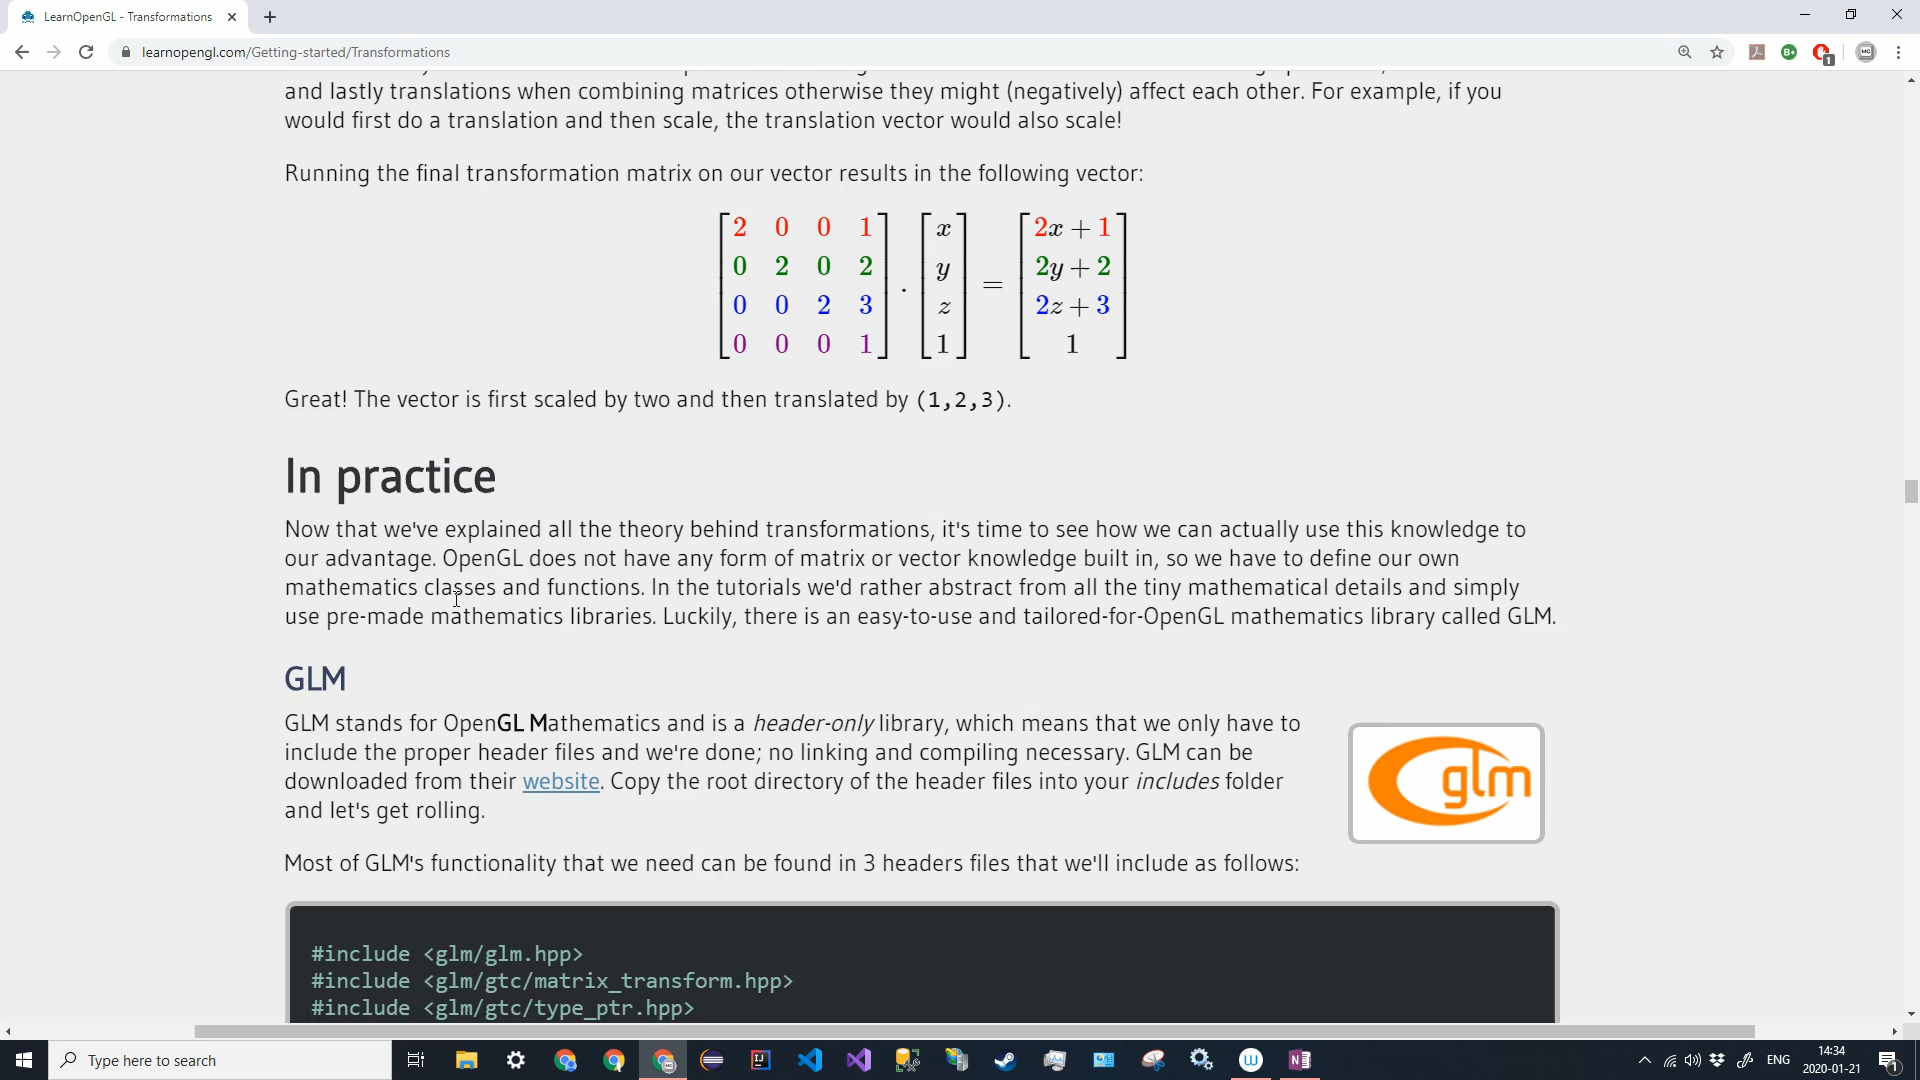 LearnOpenGL - Transformations
learnopengl.com/Getting-started/Transformations
1
and lastly translations when combining matrices otherwise they might (negatively) affect each other. For example, if you
would first do a translation and then scale, the translation vector would also scale!
Running the final transformation matrix on our vector results in the following vector:
2 0 0 1 x 2x + 1
0 2 0 2 y 2y + 2
. =
0 0 2 3 z 2z + 3
0 0 0 1 1 1
Great! The vector is first scaled by two and then translated by (1,2,3).
In practice
Now that we've explained all the theory behind transformations, it's time to see how we can actually use this knowledge to
our advantage. OpenGL does not have any form of matrix or vector knowledge built in, so we have to define our own
mathematics classes and functions. In the tutorials we'd rather abstract from all the tiny mathematical details and simply
use pre-made mathematics libraries. Luckily, there is an easy-to-use and tailored-for-OpenGL mathematics library called GLM.
GLM
GLM stands for OpenGL Mathematics and is a header-only library, which means that we only have to
include the proper header files and we're done; no linking and compiling necessary. GLM can be
downloaded from their website. Copy the root directory of the header files into your includes folder
and let's get rolling.
glm
Most of GLM's functionality that we need can be found in 3 headers files that we'll include as follows:
#include <glm/glm.hpp>
#include <glm/gtc/matrix_transform.hpp>
#include <glm/gtc/type_ptr.hpp>
Type here to search
ENG
14:34
2020-01-21
1